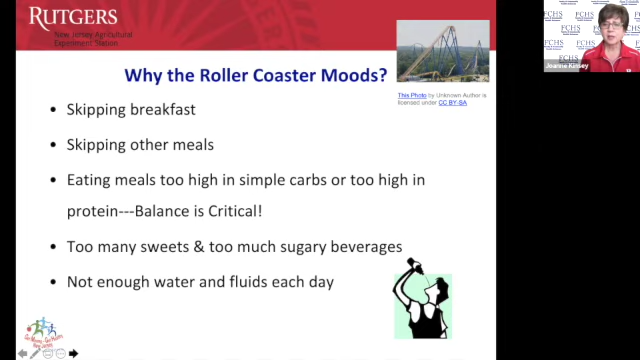 RUTGERS
New Jersey Agricultural
Experiment Station
Why the Roller Coaster Moods?
This Photo by Unknown Author is
licensed under CC BY-SA
• Skipping breakfast
• Skipping other meals
• Eating meals too high in simple carbs or too high in
protein---Balance is Critical!
• Too many sweets & too much sugary beverages
• Not enough water and fluids each day
FCHS
FCHS
FCHS
Joanne Kinsey